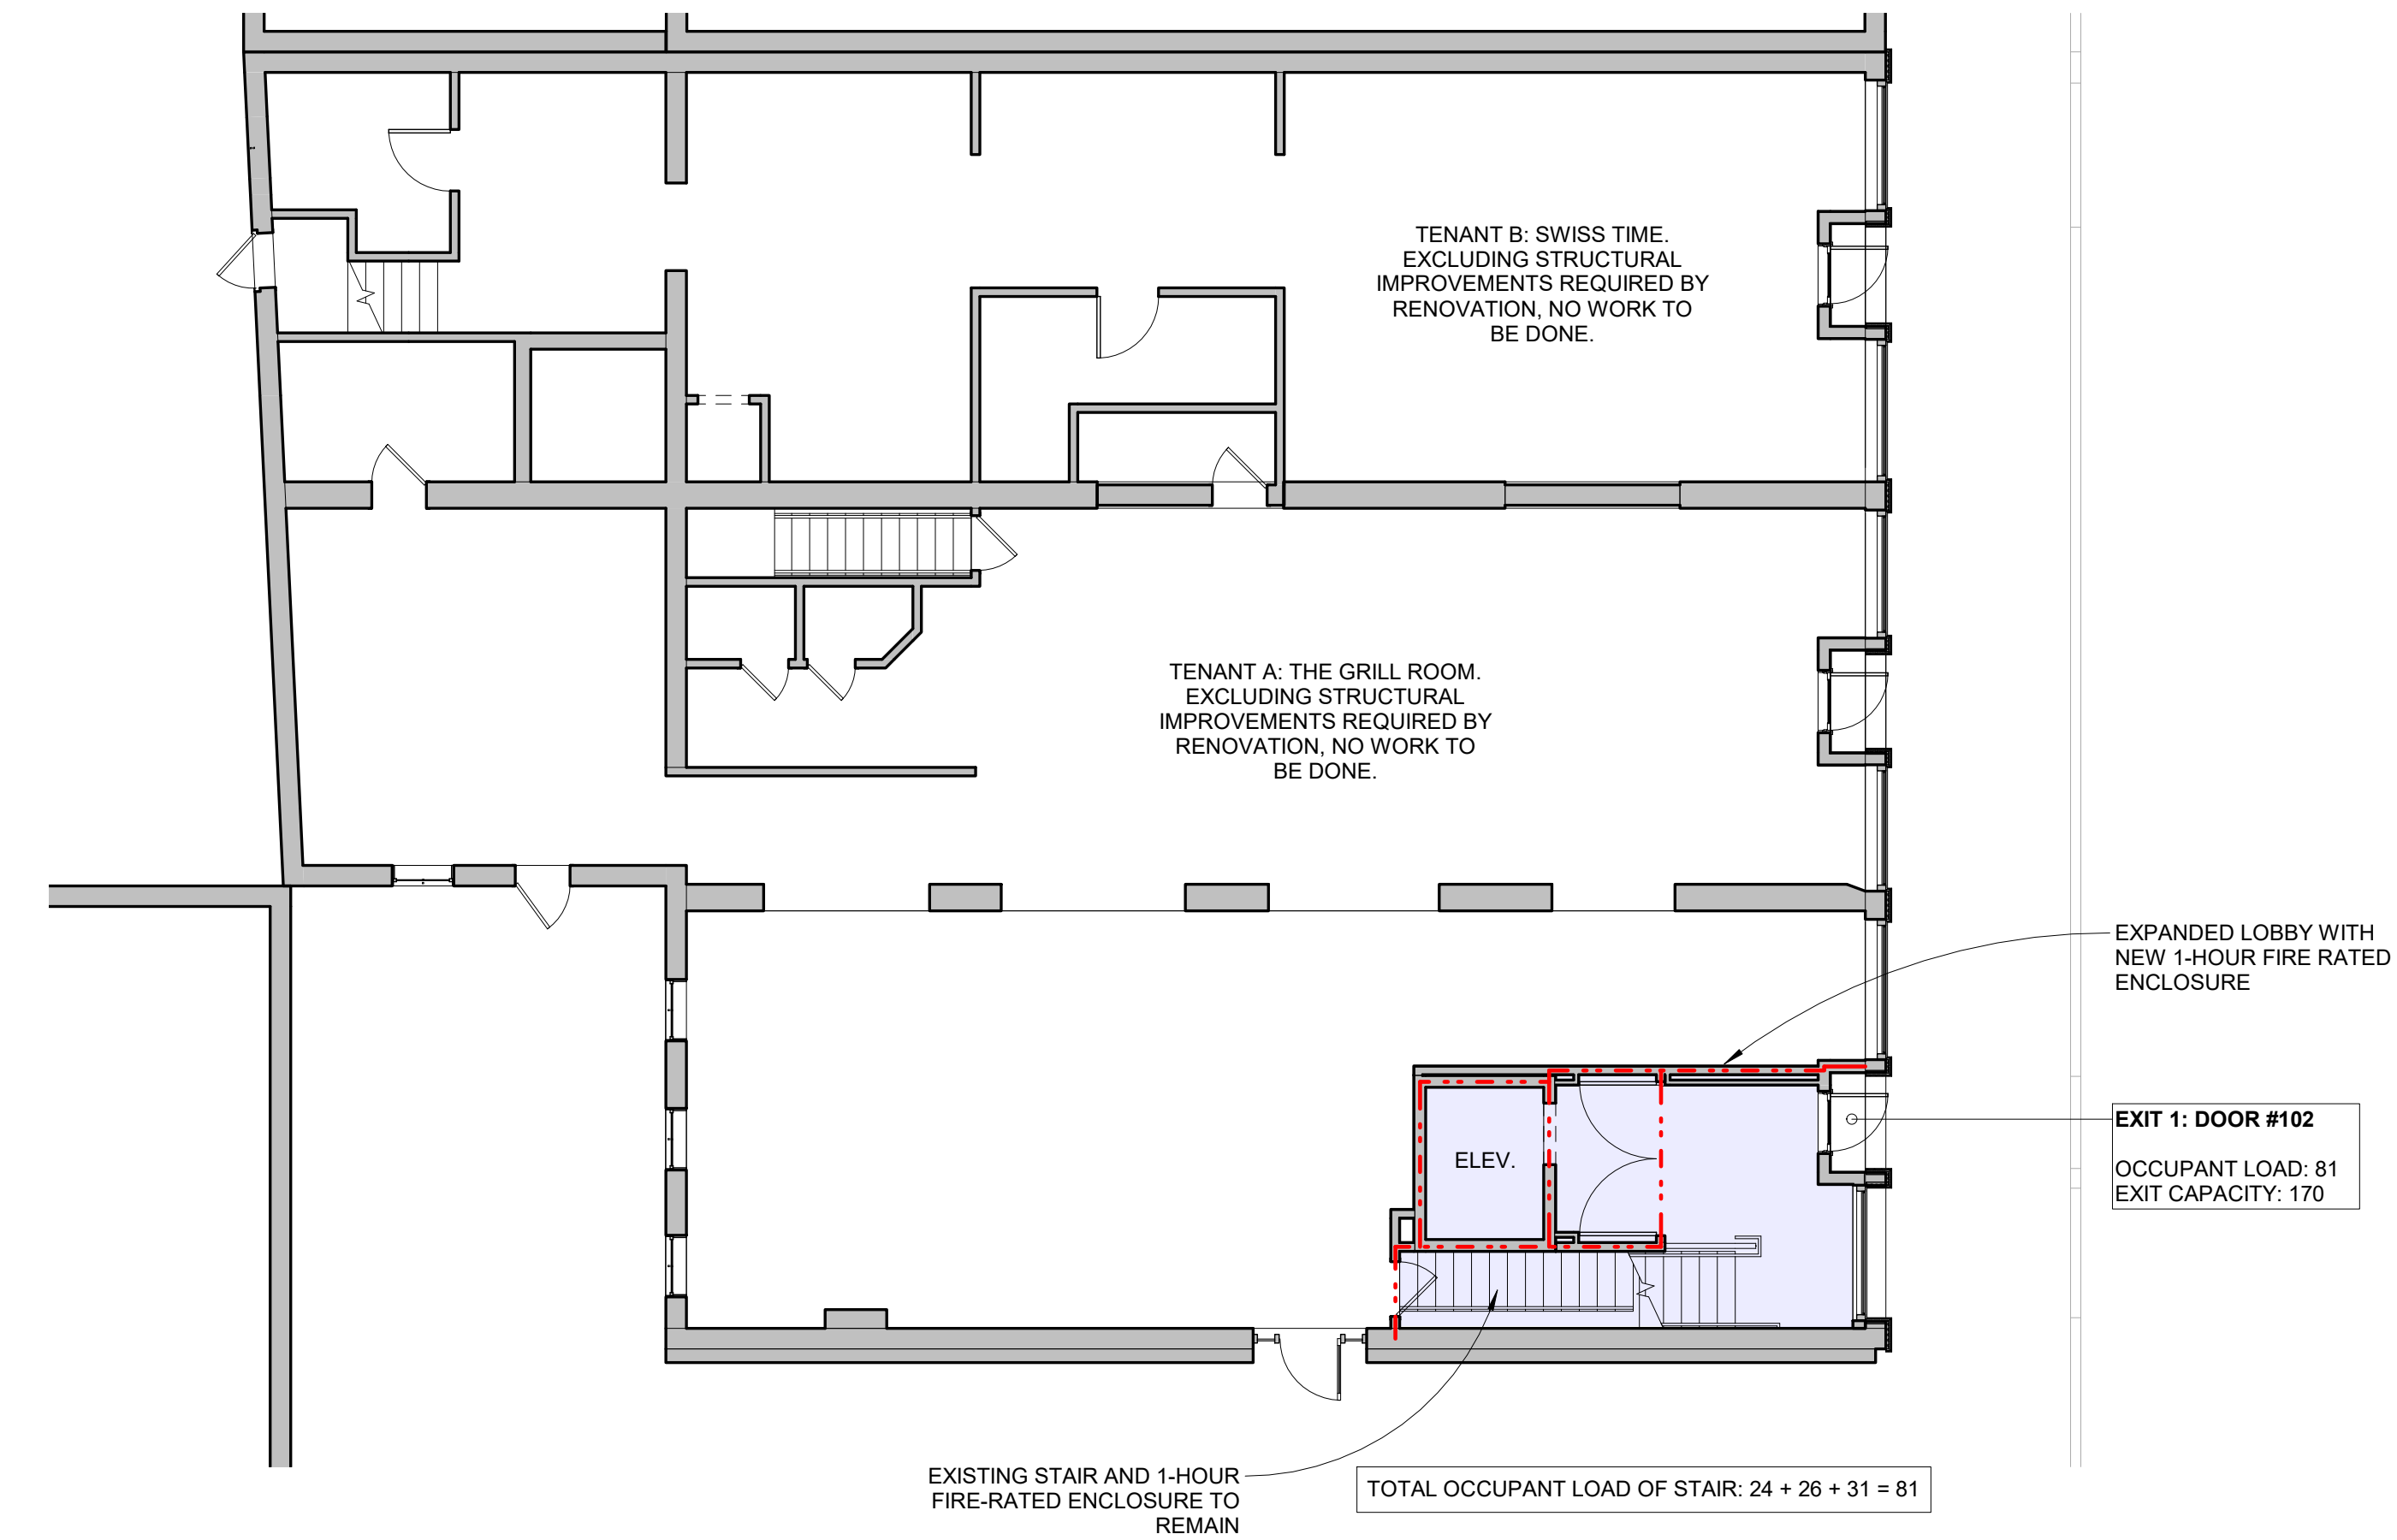 TENANT B: SWISS TIME.
EXCLUDING STRUCTURAL
IMPROVEMENTS REQUIRED BY
RENOVATION, NO WORK TO
BE DONE.
TENANT A: THE GRILL ROOM.
EXCLUDING STRUCTURAL
IMPROVEMENTS REQUIRED BY
RENOVATION, NO WORK TO
BE DONE.
EXPANDED LOBBY WITH
NEW 1-HOUR FIRE RATED
ENCLOSURE
EXIT 1: DOOR #102
OCCUPANT LOAD: 81
EXIT CAPACITY: 170
ELEV.
EXISTING STAIR AND 1-HOUR
FIRE-RATED ENCLOSURE TO
REMAIN
TOTAL OCCUPANT LOAD OF STAIR: 24 + 26 + 31 = 81